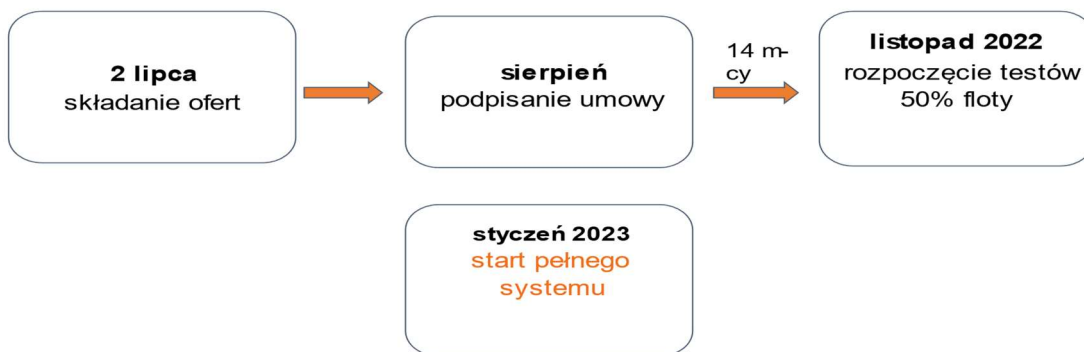 2 lipca
składanie ofert
sierpień
podpisanie umowy
14 m-
cy
listopad 2022
rozpoczęcie testów
50% floty
styczeń 2023
start pełnego
systemu